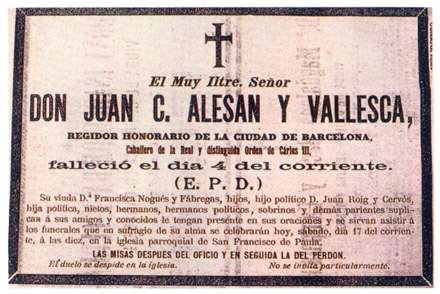 El Muy Iltre. Señor
DON JUAN C. ALESAN Y VALLESCA,
REGIDOR HONORARIO DE LA CIUDAD DE BARCELONA,
Caballero de la Real y distinguida Orden de Cárlos III,
falleció el dia 4 del corriente.
(E. P. D.)
Su viuda D.ª Francisca Nogués y Fábregas, hijos, hijo político D. Juan Roig y Cervós,
hija política, nietos, hermanos, hermanos políticos, sobrinos y demás parientes suplican
á sus amigos y conocidos le tengan presente en sus oraciones y se sirvan asistir á
los funerales que en sufragio de su alma se celebrarán hoy, sábado, dia 17 del corriente,
á las diez, en la iglesia parroquial de San Francisco de Paula.
LAS MISAS DESPUES DEL OFICIO Y EN SEGUIDA LA DEL PERDON.
El duelo se despide en la iglesia. No se invita particularmente.